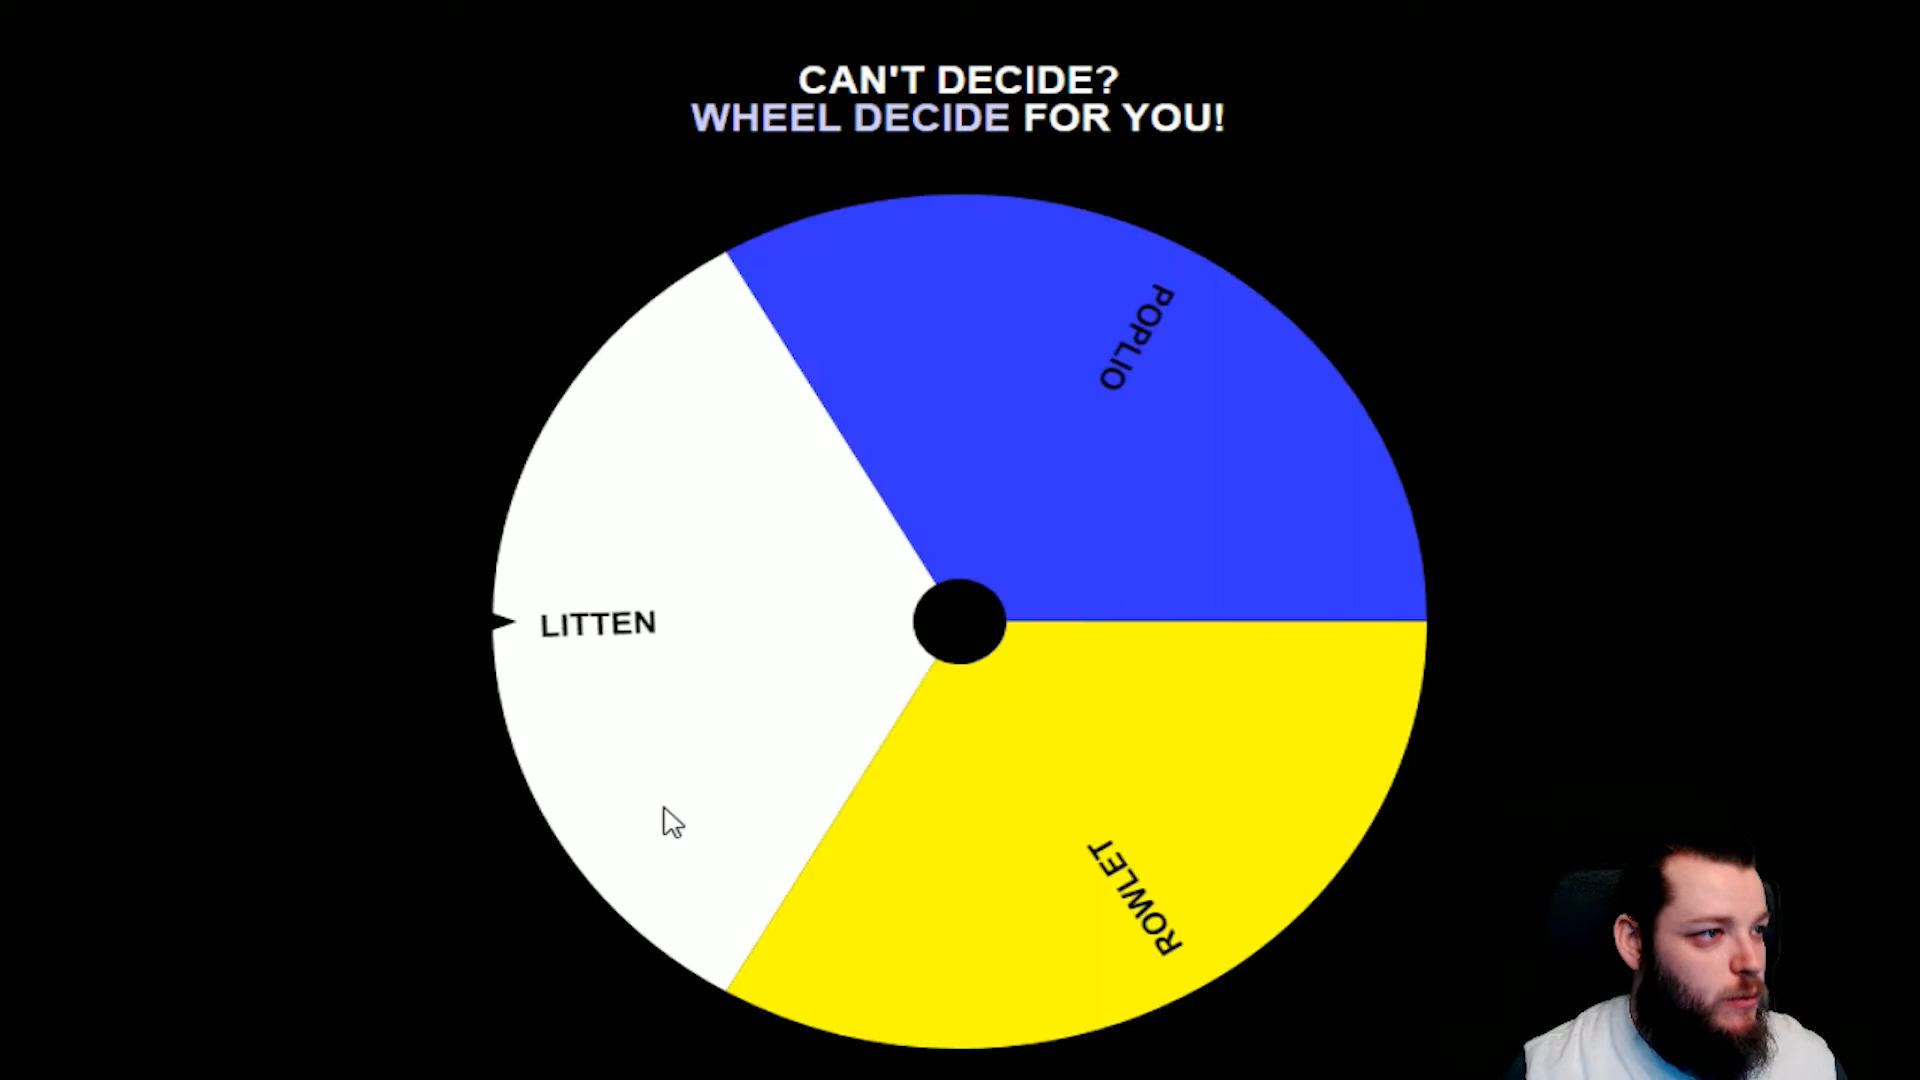 CAN'T DECIDE?
WHEEL DECIDE FOR YOU!
POPLIO
LITTEN
ROWLET